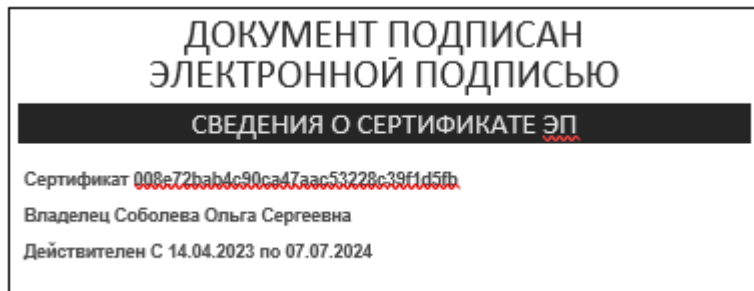 ДОКУМЕНТ ПОДПИСАН
ЭЛЕКТРОННОЙ ПОДПИСЬЮ
СВЕДЕНИЯ О СЕРТИФИКАТЕ ЭП
Сертификат 008e72bab4c90ca47aac53228c39f1d5fb
Владелец Соболева Ольга Сергеевна
Действителен С 14.04.2023 по 07.07.2024